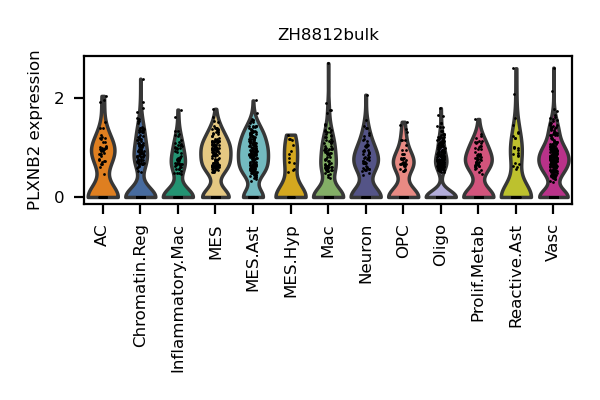 ZH8812bulk
PLXNB2 expression
2
0
AC
Chromatin.Reg
Inflammatory.Mac
MES
MES.Ast
MES.Hyp
Mac
Neuron
OPC
Oligo
Prolif.Metab
Reactive.Ast
Vasc